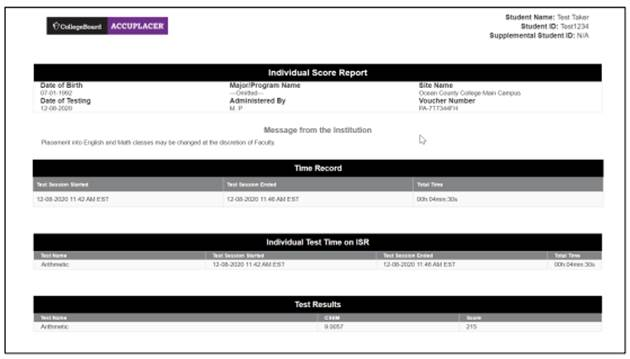 CollegeBoard ACCUPLACER
Student Name: Test Taker
Student ID: Test1234
Supplemental Student ID: N/A
Individual Score Report
Date of Birth Major/Program Name Site Name
07-01-1992 ---Omitted--- Ocean County College Main Campus
Date of Testing Administered By Voucher Number
12-08-2020 M P PA-7T7344FH
Message from the Institution
Placement into English and Math classes may be changed at the discretion of Faculty.
Time Record
Test Session Started Test Session Ended Total Time
12-08-2020 11:42 AM EST 12-08-2020 11:46 AM EST 00h:04mn:30s
Individual Test Time on ISR
Test Name Test Session Started Test Session Ended Total Time
Arithmetic 12-08-2020 11:42 AM EST 12-08-2020 11:46 AM EST 00h:04mn:30s
Test Results
Test Name CSEM Score
Arithmetic 9.0057 215